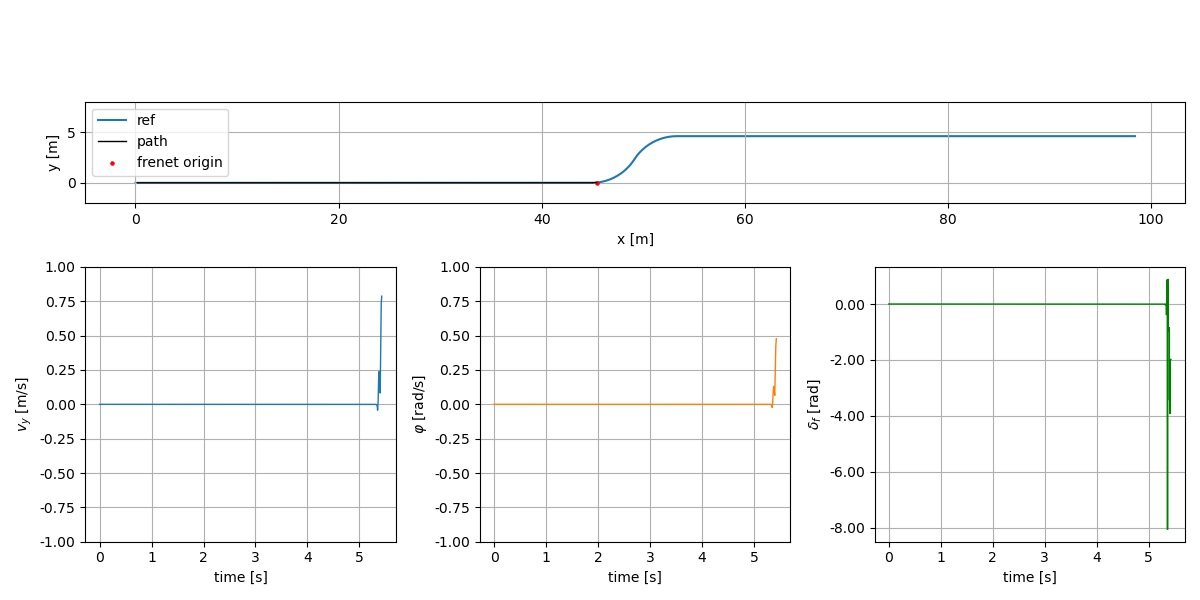 ref
path
frenet origin
y [m]
5
0
0 20 40 60 80 100
x [m]
1.00
0.75
0.50
0.25
0.00
-0.25
-0.50
-0.75
-1.00
v_y [m/s]
0 1 2 3 4 5
time [s]
1.00
0.75
0.50
0.25
0.00
-0.25
-0.50
-0.75
-1.00
φ [rad/s]
0 1 2 3 4 5
time [s]
0.00
-2.00
-4.00
-6.00
-8.00
δ_f [rad]
0 1 2 3 4 5
time [s]